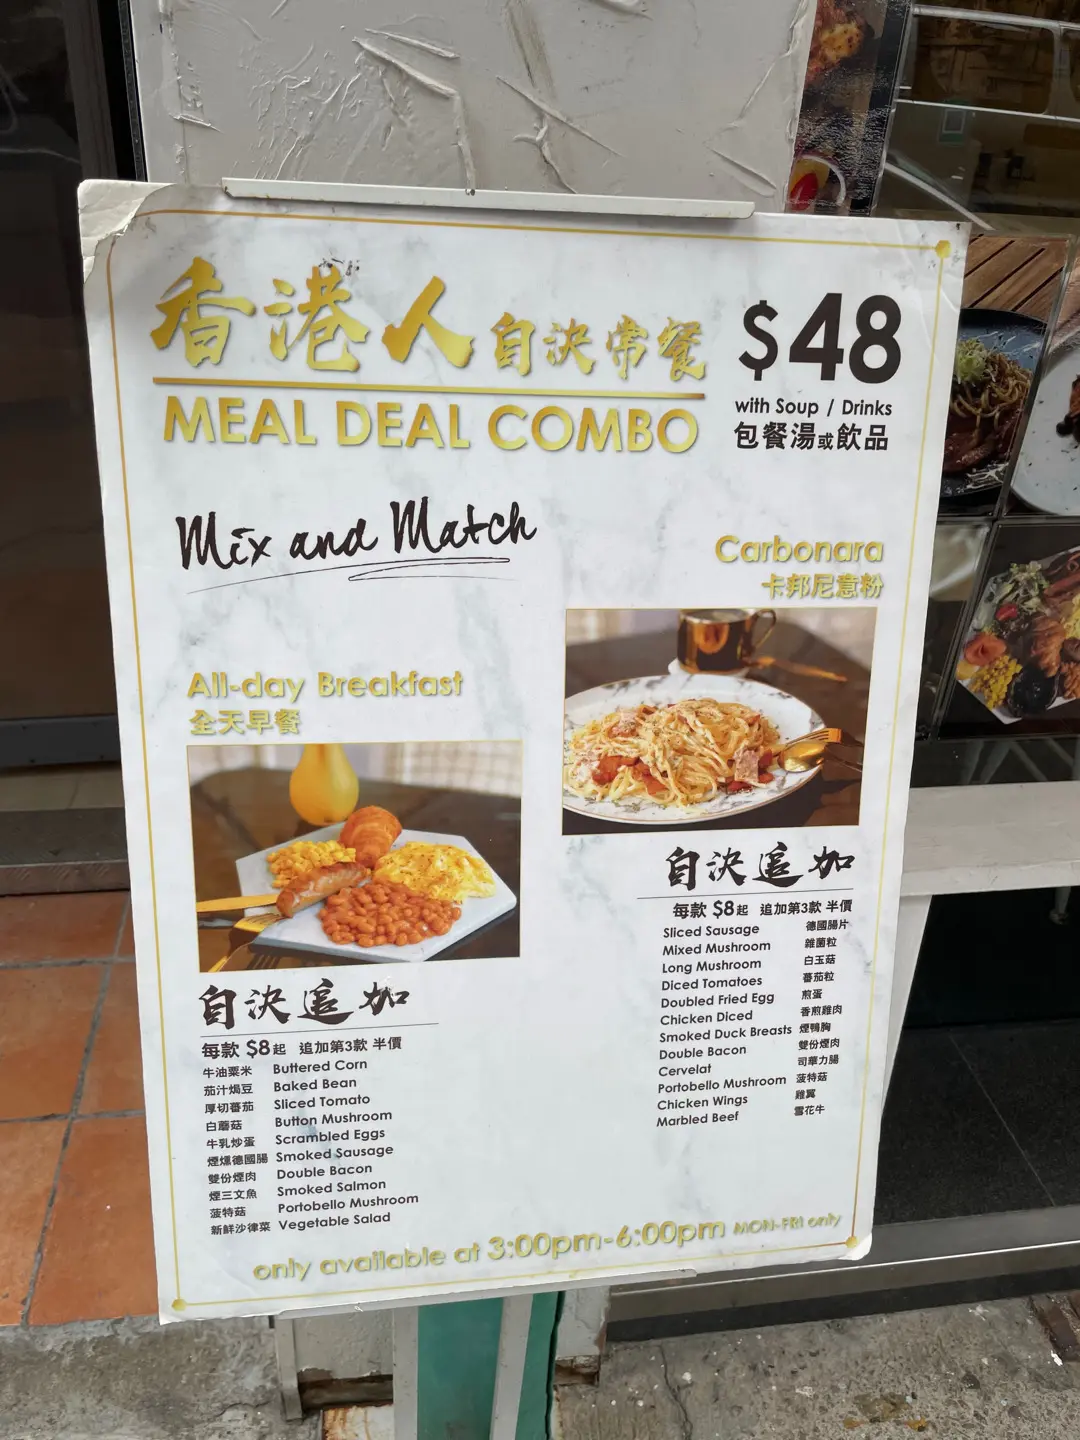 香港人自決常餐
MEAL DEAL COMBO
$48
with Soup / Drinks
包餐湯或飲品
Mix and Match
Carbonara
卡邦尼意粉
All-day Breakfast
全天早餐
自決追加
每款 $8起 追加第3款 半價
Sliced Sausage 德國腸片
Mixed Mushroom 雜菌粒
Long Mushroom 白玉菇
Diced Tomatoes 蕃茄粒
Doubled Fried Egg 煎蛋
Chicken Diced 香煎雞肉
Smoked Duck Breasts 煙鴨胸
Double Bacon 雙份煙肉
Cervelat 司華力腸
Portobello Mushroom 菠特菇
Chicken Wings 雞翼
Marbled Beef 雪花牛
自決追加
每款 $8起 追加第3款 半價
牛油粟米 Buttered Corn
茄汁焗豆 Baked Bean
厚切蕃茄 Sliced Tomato
白蘑菇 Button Mushroom
牛乳炒蛋 Scrambled Eggs
煙燻德國腸 Smoked Sausage
雙份煙肉 Double Bacon
煙三文魚 Smoked Salmon
菠特菇 Portobello Mushroom
新鮮沙律菜 Vegetable Salad
only available at 3:00pm-6:00pm MON-FRI only